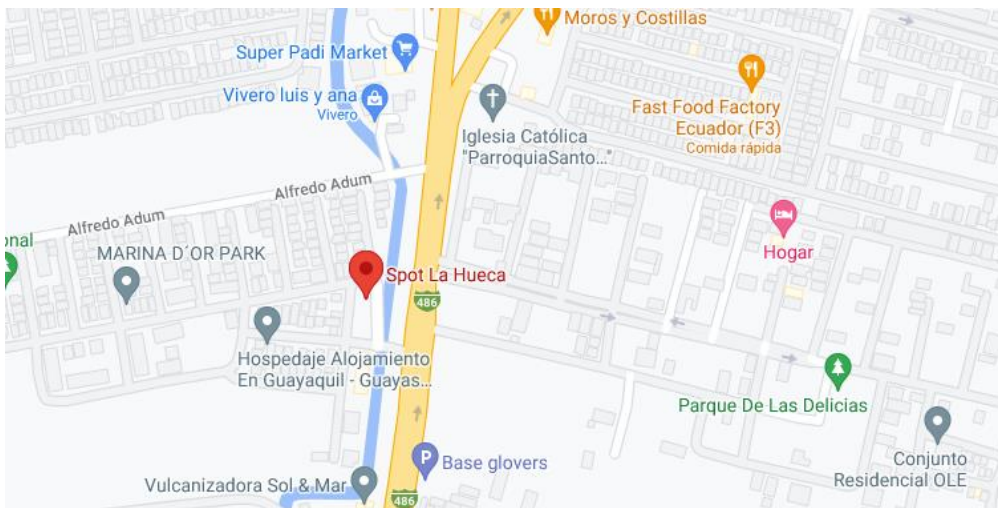 Moros y Costillas
Super Padi Market
Vivero luis y ana
Vivero
Fast Food Factory
Ecuador (F3)
Comida rápida
Iglesia Católica
"ParroquiaSanto..."
Alfredo Adum
Alfredo Adum
onal
MARINA D´OR PARK
Hogar
Spot La Hueca
486
Hospedaje Alojamiento
En Guayaquil - Guayas...
Parque De Las Delicias
P
Base glovers
Conjunto
Residencial OLE
Vulcanizadora Sol & Mar
486